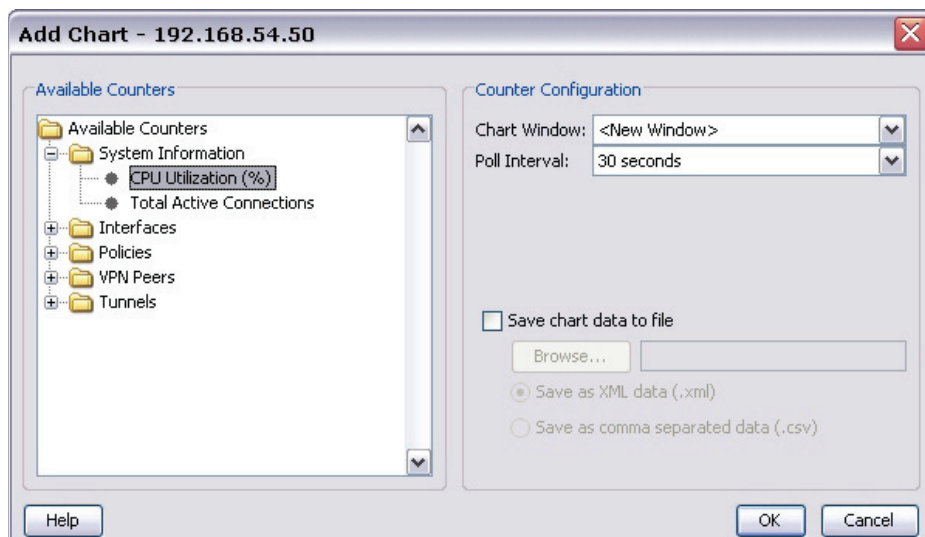 Add Chart - 192.168.54.50
Available Counters
Available Counters
System Information
CPU Utilization (%)
Total Active Connections
Interfaces
Policies
VPN Peers
Tunnels
Counter Configuration
Chart Window: <New Window>
Poll Interval: 30 seconds
Save chart data to file
Browse...
Save as XML data (.xml)
Save as comma separated data (.csv)
Help
OK
Cancel